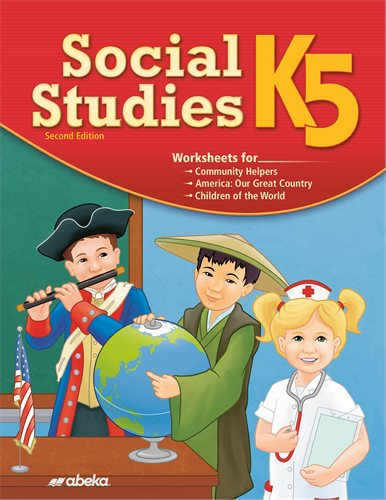 Social
Studies
K5
Second Edition
Worksheets for
Community Helpers
America: Our Great Country
Children of the World
abeka